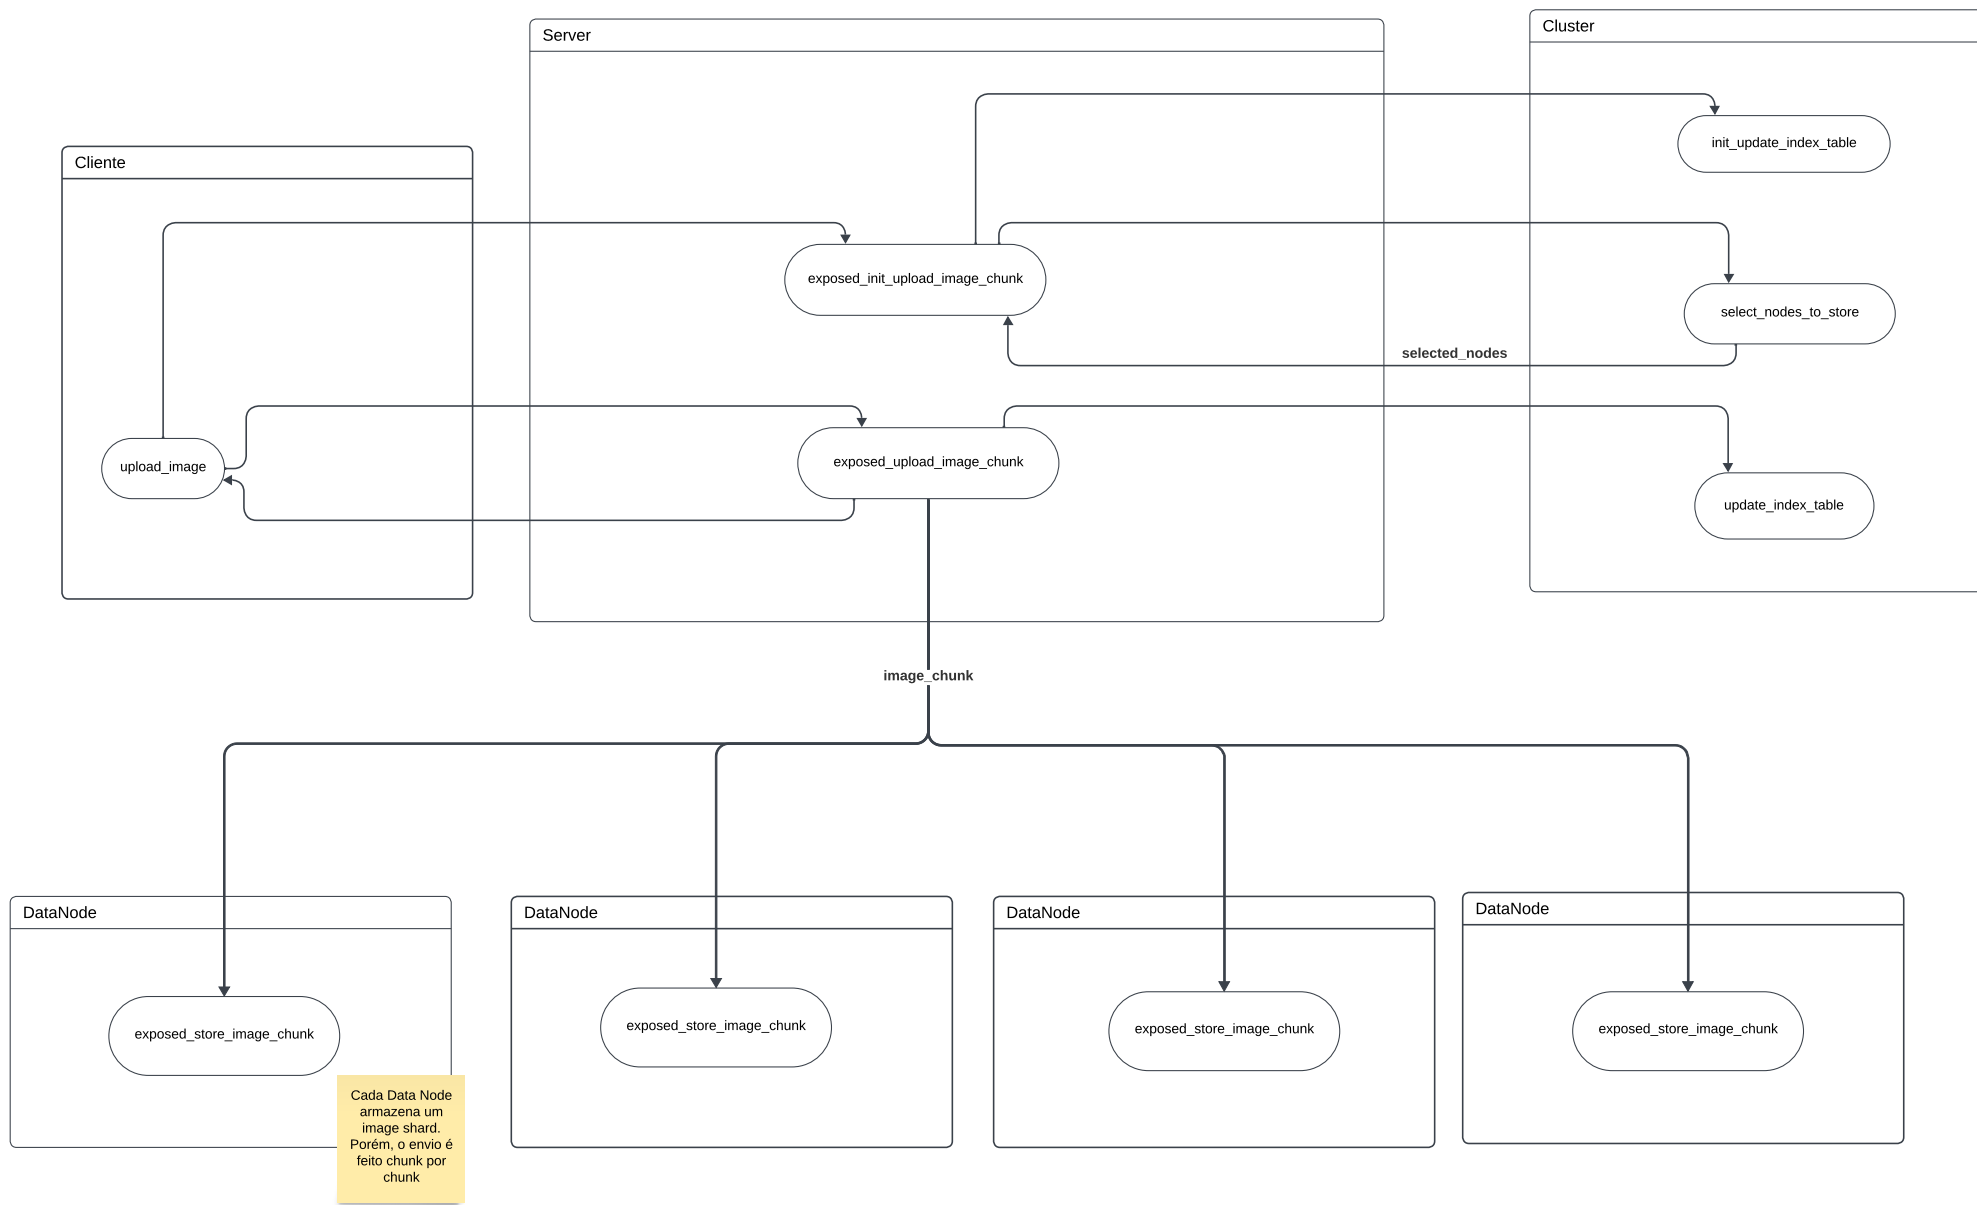 Server
Cluster
init_update_index_table
Cliente
exposed_init_upload_image_chunk
select_nodes_to_store
selected_nodes
upload_image
exposed_upload_image_chunk
update_index_table
image_chunk
DataNode
DataNode
DataNode
DataNode
exposed_store_image_chunk
exposed_store_image_chunk
exposed_store_image_chunk
exposed_store_image_chunk
Cada Data Node
armazena um
image shard.
Porém, o envio é
feito chunk por
chunk